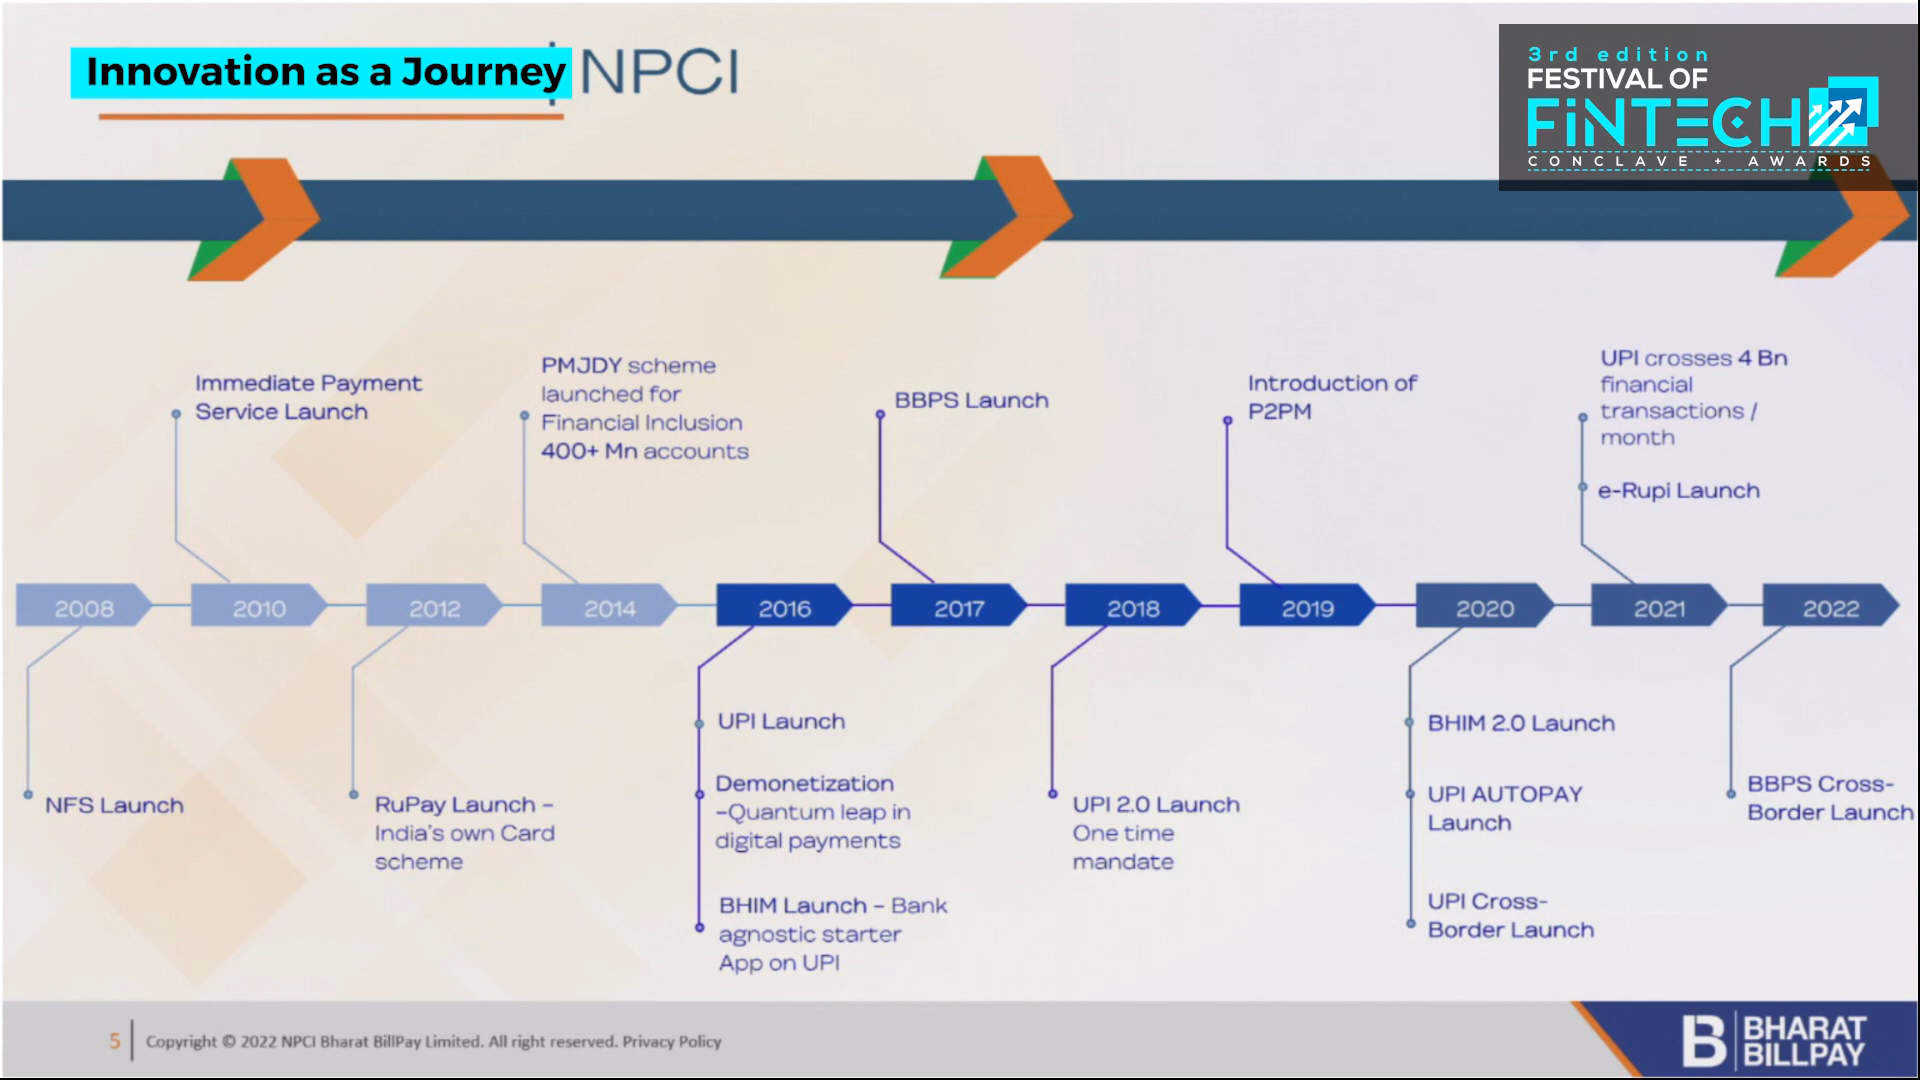 Innovation as a Journey
NPCI
3rd edition
FESTIVAL OF
FiNTECH
CONCLAVE + AWARDS
Immediate Payment
Service Launch
PMJDY scheme
launched for
Financial Inclusion
400+ Mn accounts
BBPS Launch
Introduction of
P2PM
UPI crosses 4 Bn
financial
transactions /
month
e-Rupi Launch
2008
2010
2012
2014
2016
2017
2018
2019
2020
2021
2022
NFS Launch
RuPay Launch –
India's own Card
scheme
UPI Launch
Demonetization
–Quantum leap in
digital payments
BHIM Launch – Bank
agnostic starter
App on UPI
UPI 2.0 Launch
One time
mandate
BHIM 2.0 Launch
UPI AUTOPAY
Launch
UPI Cross-
Border Launch
BBPS Cross-
Border Launch
5
Copyright © 2022 NPCI Bharat BillPay Limited. All right reserved. Privacy Policy
B
BHARAT
BILLPAY